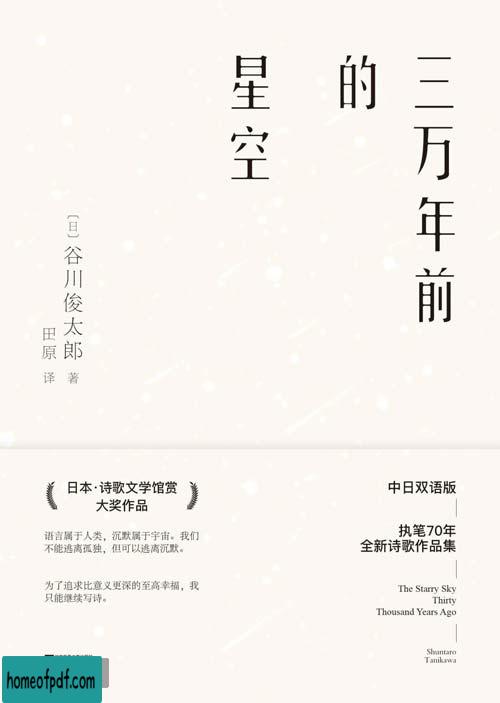 三万年前
的
星空
［日］谷川俊太郎 著
田原 译
日本·诗歌文学馆赏
大奖作品
语言属于人类，沉默属于宇宙。我们
不能逃离孤独，但可以逃离沉默。
为了追求比意义更深的至高幸福，我
只能继续写诗。
中日双语版
执笔70年
全新诗歌作品集
The Starry Sky
Thirty
Thousand Years Ago
Shuntaro
Tanikawa
homeofpdf.com